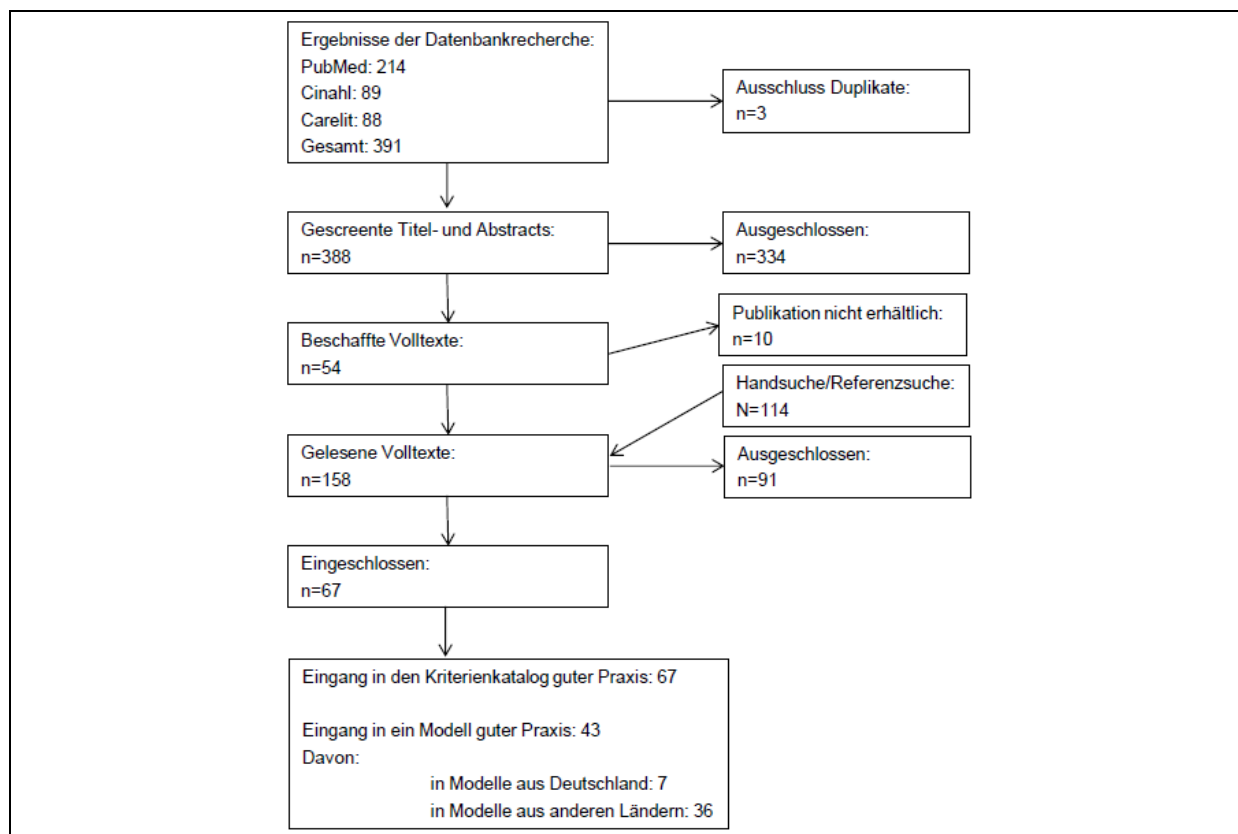 Ergebnisse der Datenbankrecherche:
PubMed: 214
Cinahl: 89
Carelit: 88
Gesamt: 391
Ausschluss Duplikate:
n=3
Gescreente Titel- und Abstracts:
n=388
Ausgeschlossen:
n=334
Publikation nicht erhältlich:
n=10
Beschaffte Volltexte:
n=54
Handsuche/Referenzsuche:
N=114
Gelesene Volltexte:
n=158
Ausgeschlossen:
n=91
Eingeschlossen:
n=67
Eingang in den Kriterienkatalog guter Praxis: 67
Eingang in ein Modell guter Praxis: 43
Davon:
in Modelle aus Deutschland: 7
in Modelle aus anderen Ländern: 36